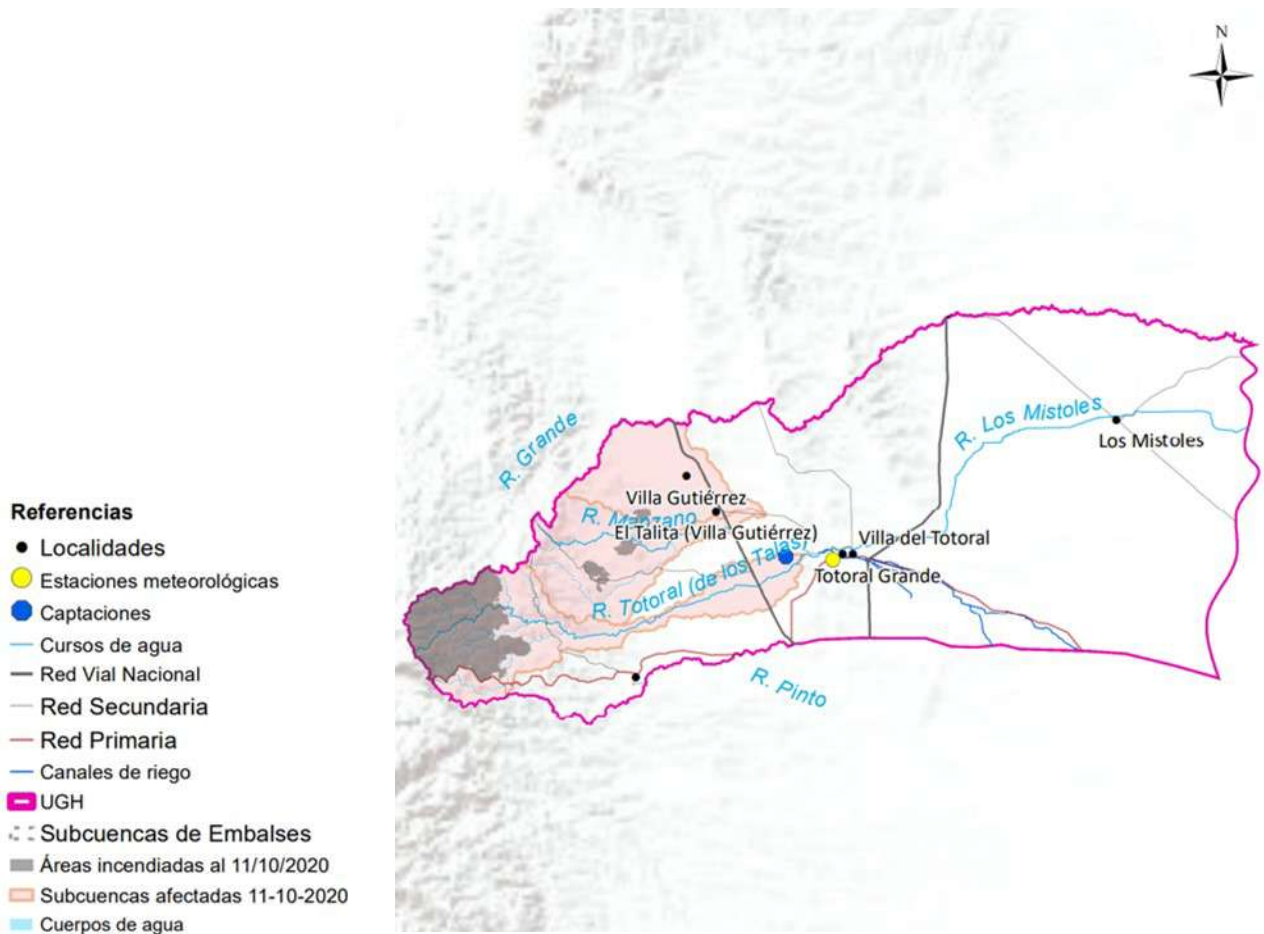 N
R. Grande
R. Los Mistoles
Los Mistoles
Villa Gutiérrez
R. Manzano
El Talita (Villa Gutiérrez)
Villa del Totoral
Totoral Grande
R. Totoral (de los Talas)
R. Pinto
Referencias
Localidades
Estaciones meteorológicas
Captaciones
Cursos de agua
Red Vial Nacional
Red Secundaria
Red Primaria
Canales de riego
UGH
Subcuencas de Embalses
Áreas incendiadas al 11/10/2020
Subcuencas afectadas 11-10-2020
Cuerpos de agua